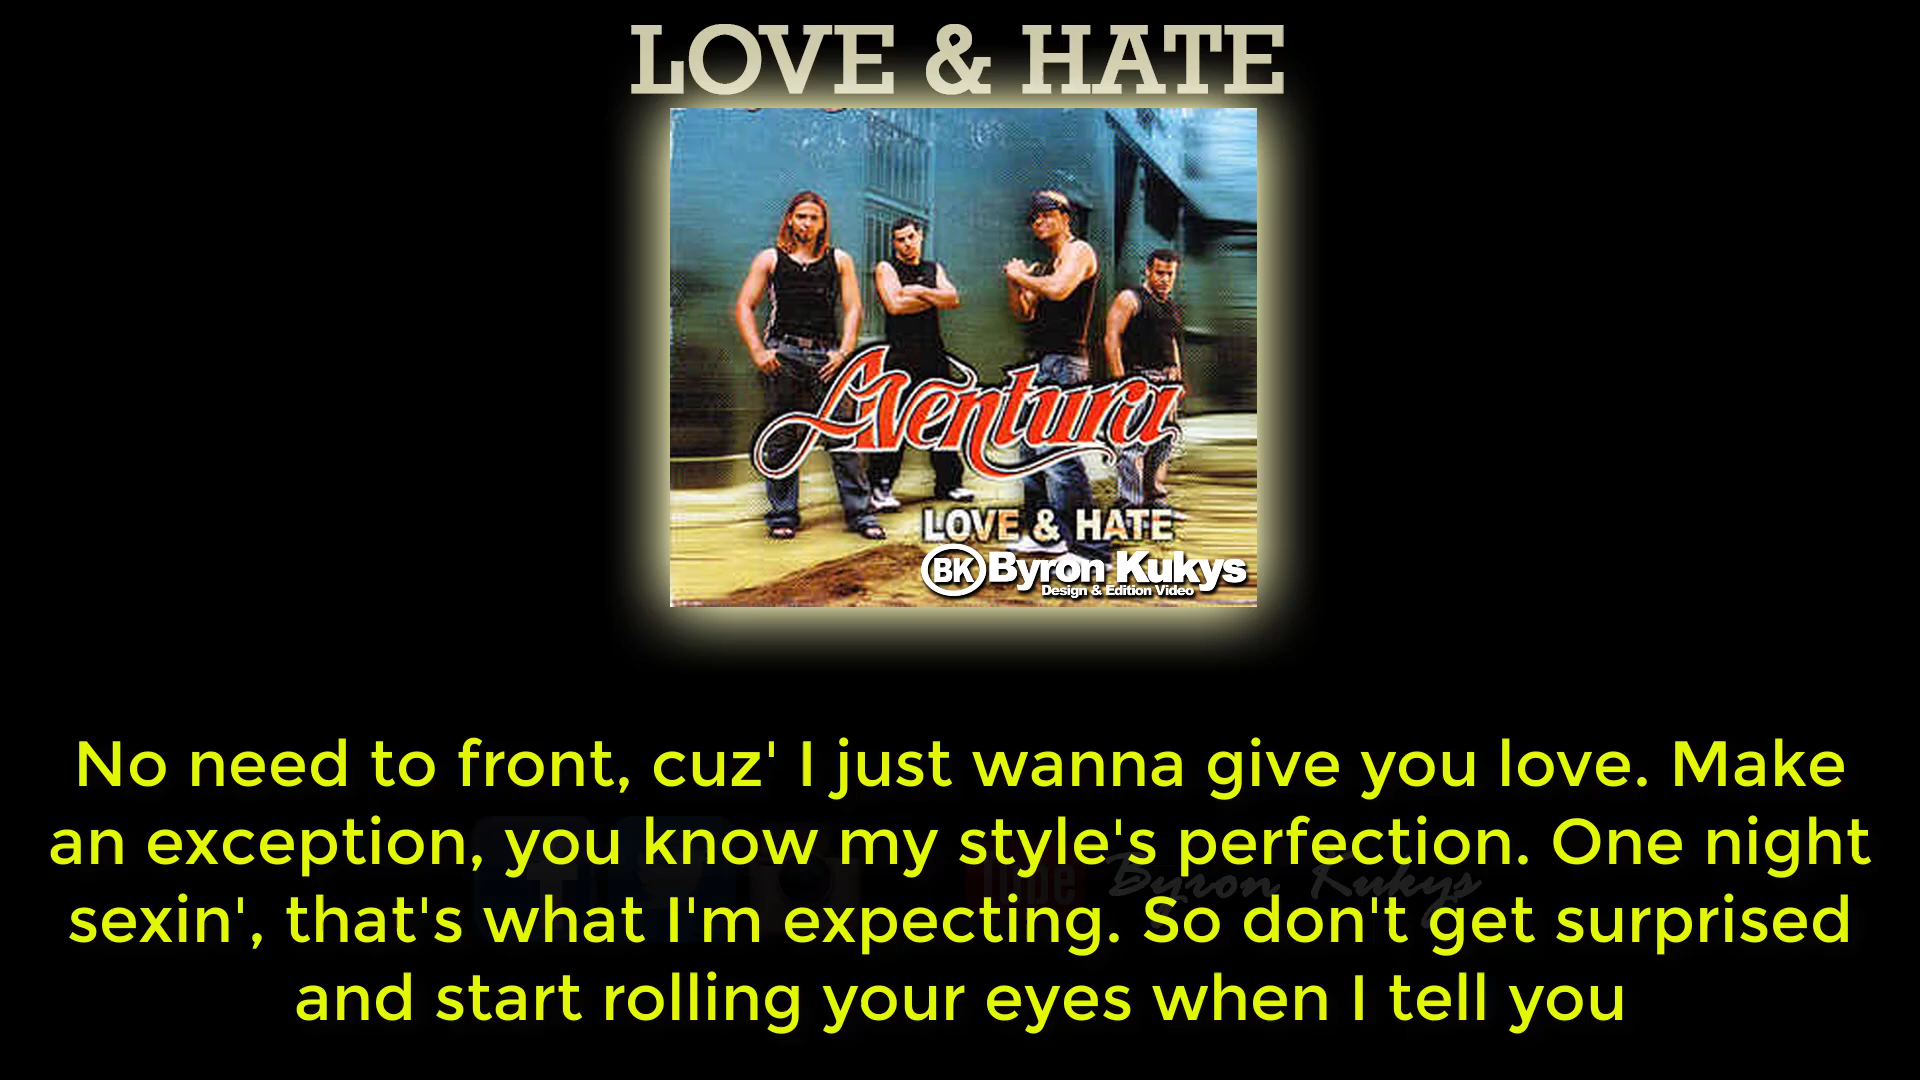 LOVE & HATE
Aventura
LOVE & HATE
BK Byron Kukys
Design & Edition Video
No need to front, cuz' I just wanna give you love. Make
an exception, you know my style's perfection. One night
sexin', that's what I'm expecting. So don't get surprised
and start rolling your eyes when I tell you
Byron Kukys